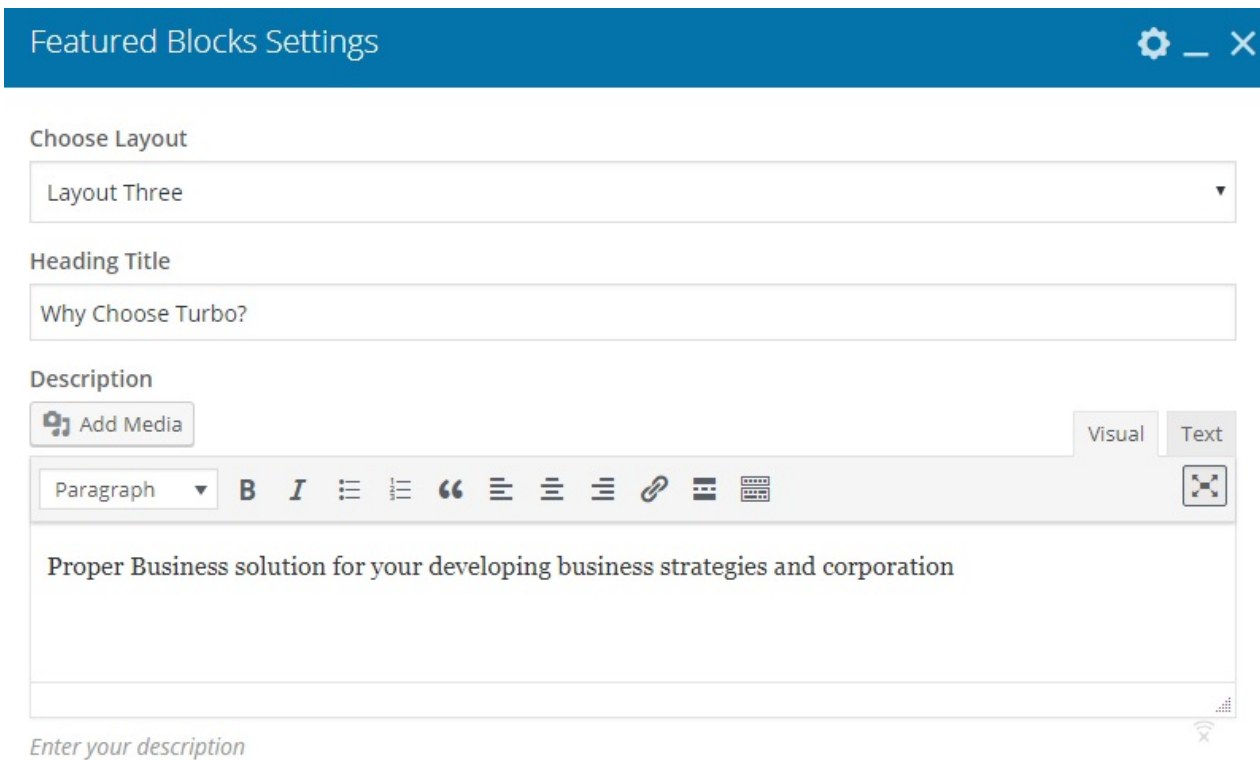 Featured Blocks Settings
Choose Layout
Layout Three
Heading Title
Why Choose Turbo?
Description
Add Media
Visual Text
Paragraph B I
Proper Business solution for your developing business strategies and corporation
Enter your description